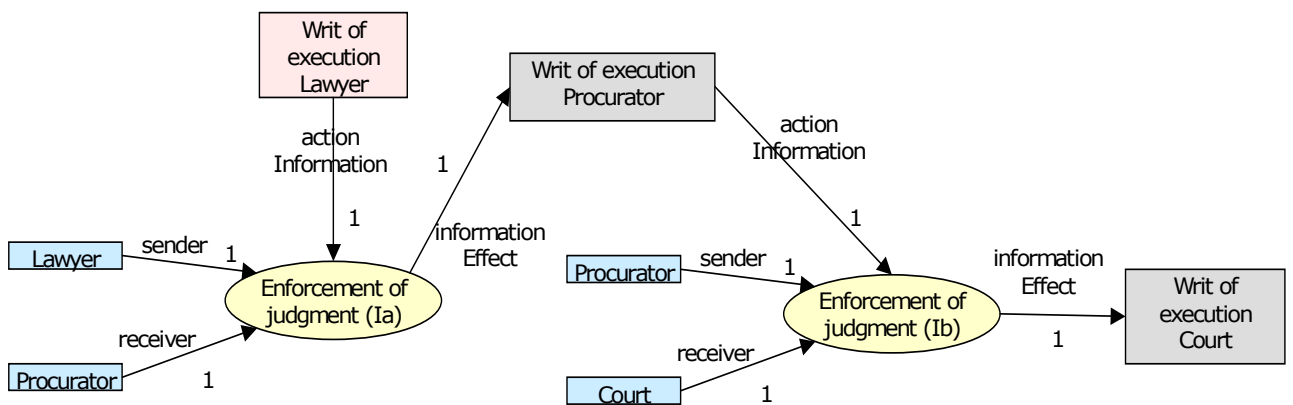 Writ of
execution
Lawyer
Writ of execution
Procurator
action
Information
1
action
Information
1
1
1
Lawyer
sender
1
information
Effect
Procurator
sender
1
information
Effect
Enforcement of
judgment (Ia)
Enforcement of
judgment (Ib)
Writ of
execution
Court
receiver
Procurator
1
receiver
Court
1
1